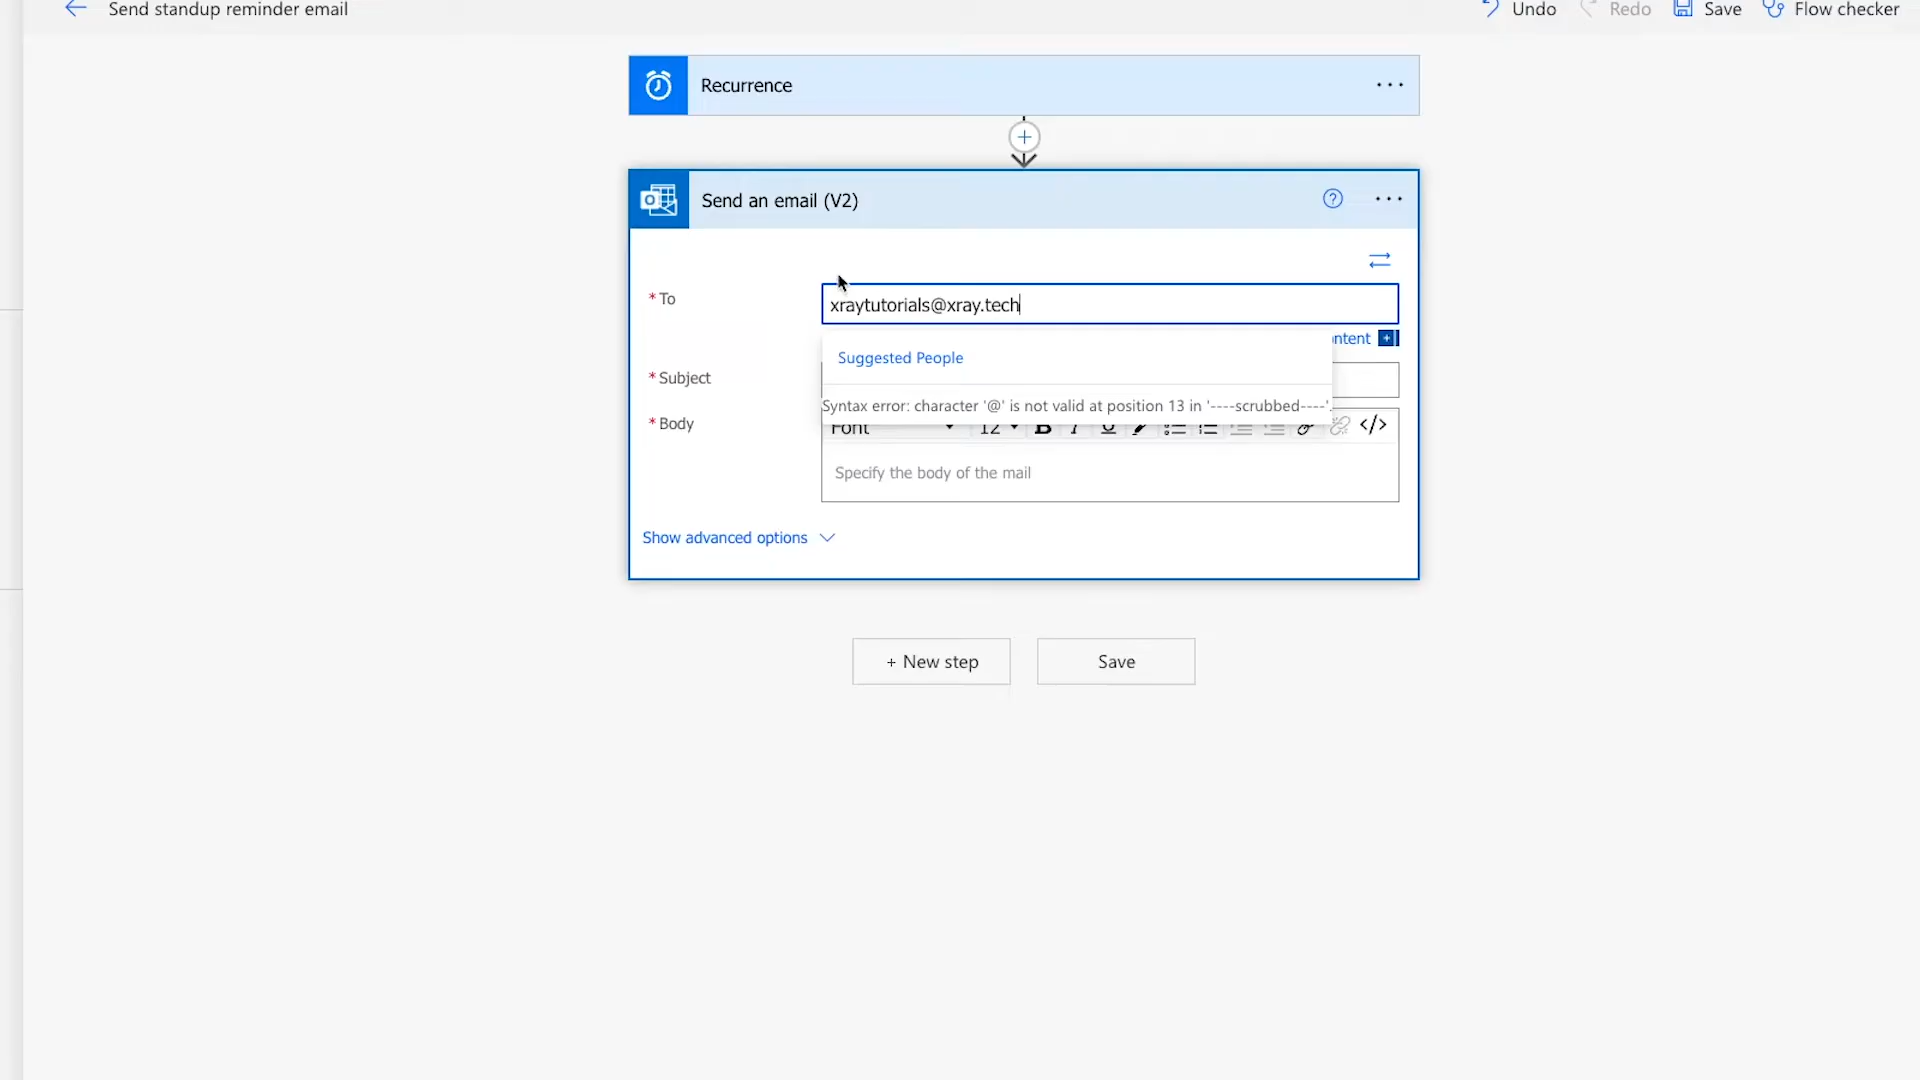 Send standup reminder email
Undo
Redo
Save
Flow checker
Recurrence
Send an email (V2)
* To
xraytutorials@xray.tech
ntent
Suggested People
* Subject
Syntax error: character '@' is not valid at position 13 in '----scrubbed----'.
* Body
Font 12 B I U </>
Specify the body of the mail
Show advanced options
+ New step
Save